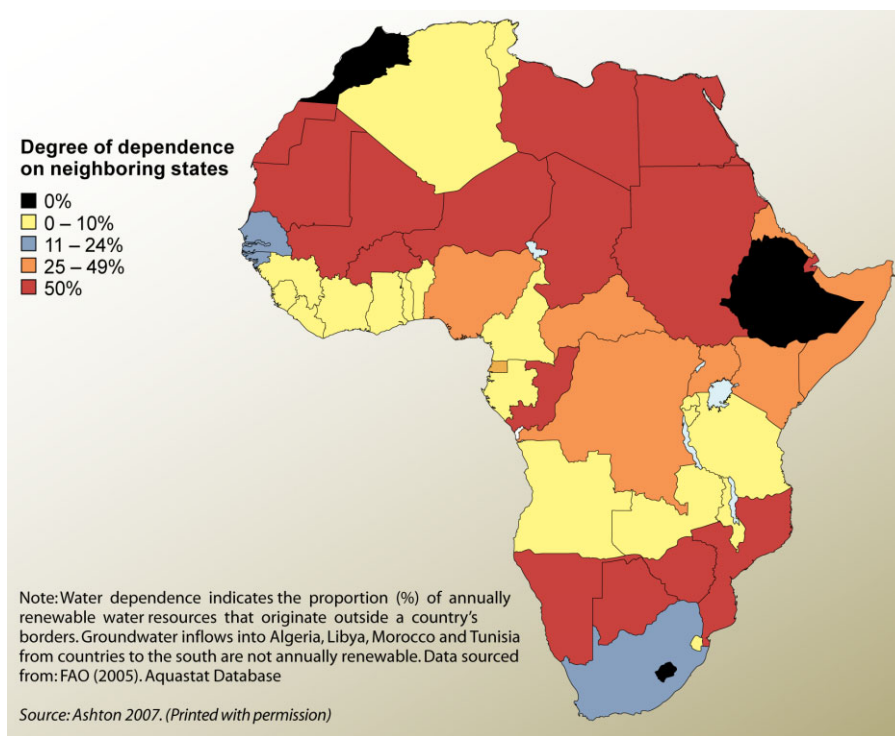 Degree of dependence
on neighboring states
0%
0 – 10%
11 – 24%
25 – 49%
50%
Note: Water dependence indicates the proportion (%) of annually
renewable water resources that originate outside a country's
borders. Groundwater inflows into Algeria, Libya, Morocco and Tunisia
from countries to the south are not annually renewable. Data sourced
from: FAO (2005). Aquastat Database
Source: Ashton 2007. (Printed with permission)